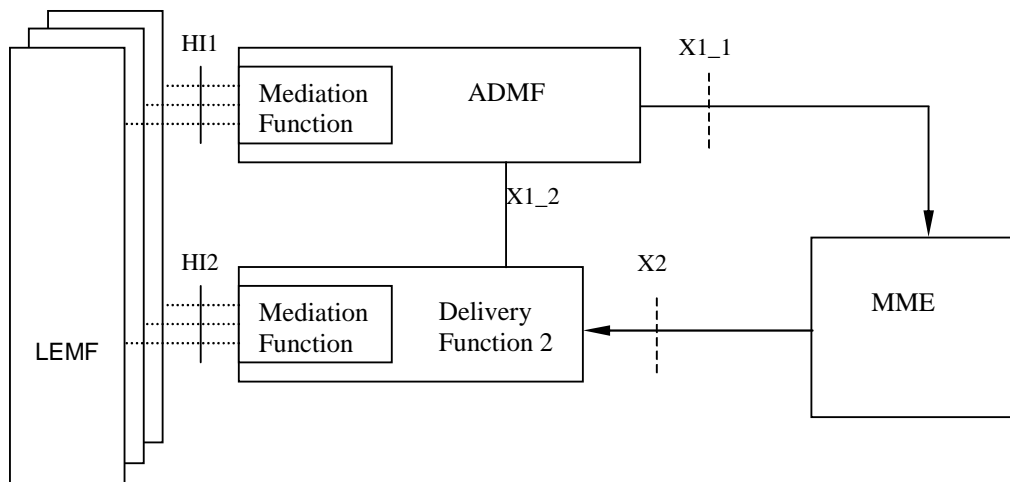 HI1
X1_1
Mediation
Function
ADMF
X1_2
HI2
X2
Mediation
Function
Delivery
Function 2
MME
LEMF